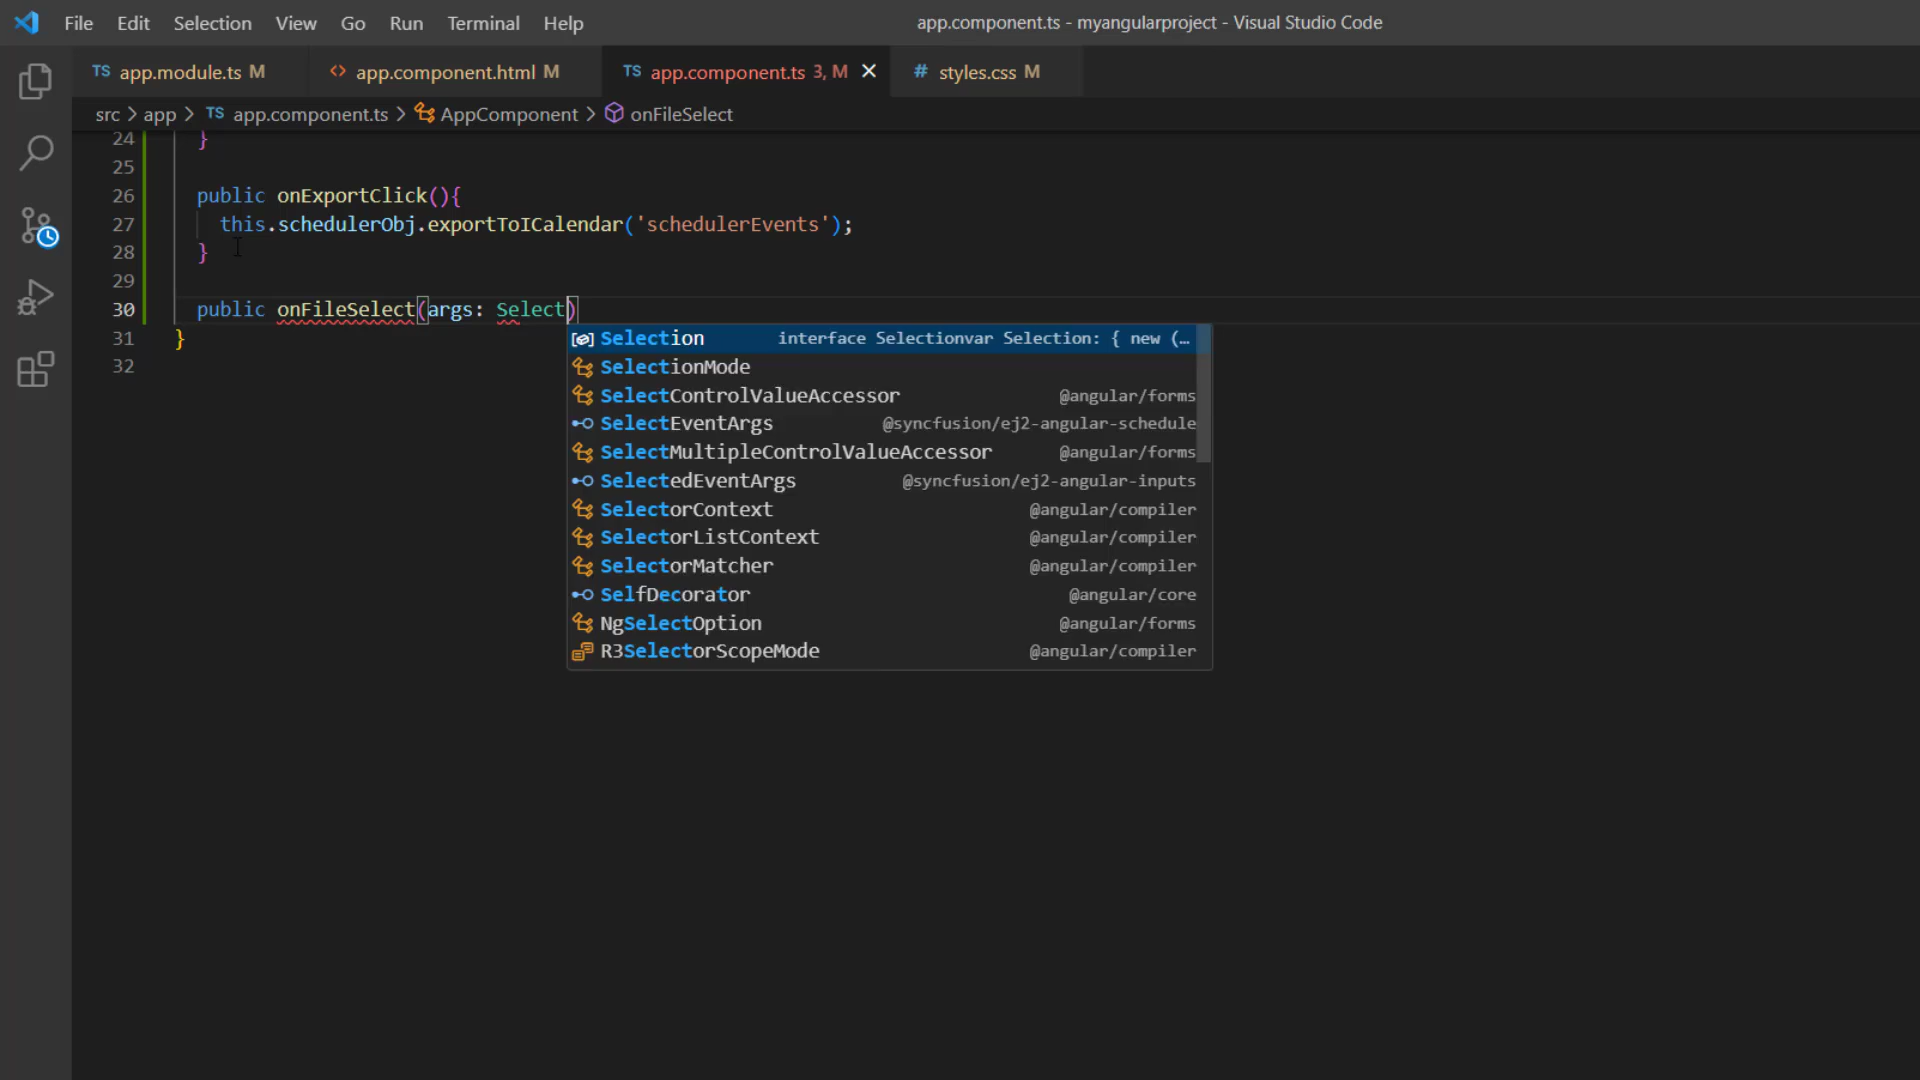 File Edit Selection View Go Run Terminal Help app.component.ts - myangularproject - Visual Studio Code
TS app.module.ts M <> app.component.html M TS app.component.ts 3, M × # styles.css M
src > app > TS app.component.ts > AppComponent > onFileSelect
24 }
25
26 public onExportClick(){
27 this.schedulerObj.exportToICalendar('schedulerEvents');
28 }
29
30 public onFileSelect(args: Select)
31 }
32
Selection interface Selectionvar Selection: { new (…
SelectionMode
SelectControlValueAccessor @angular/forms
SelectEventArgs @syncfusion/ej2-angular-schedule
SelectMultipleControlValueAccessor @angular/forms
SelectedEventArgs @syncfusion/ej2-angular-inputs
SelectorContext @angular/compiler
SelectorListContext @angular/compiler
SelectorMatcher @angular/compiler
SelfDecorator @angular/core
NgSelectOption @angular/forms
R3SelectorScopeMode @angular/compiler